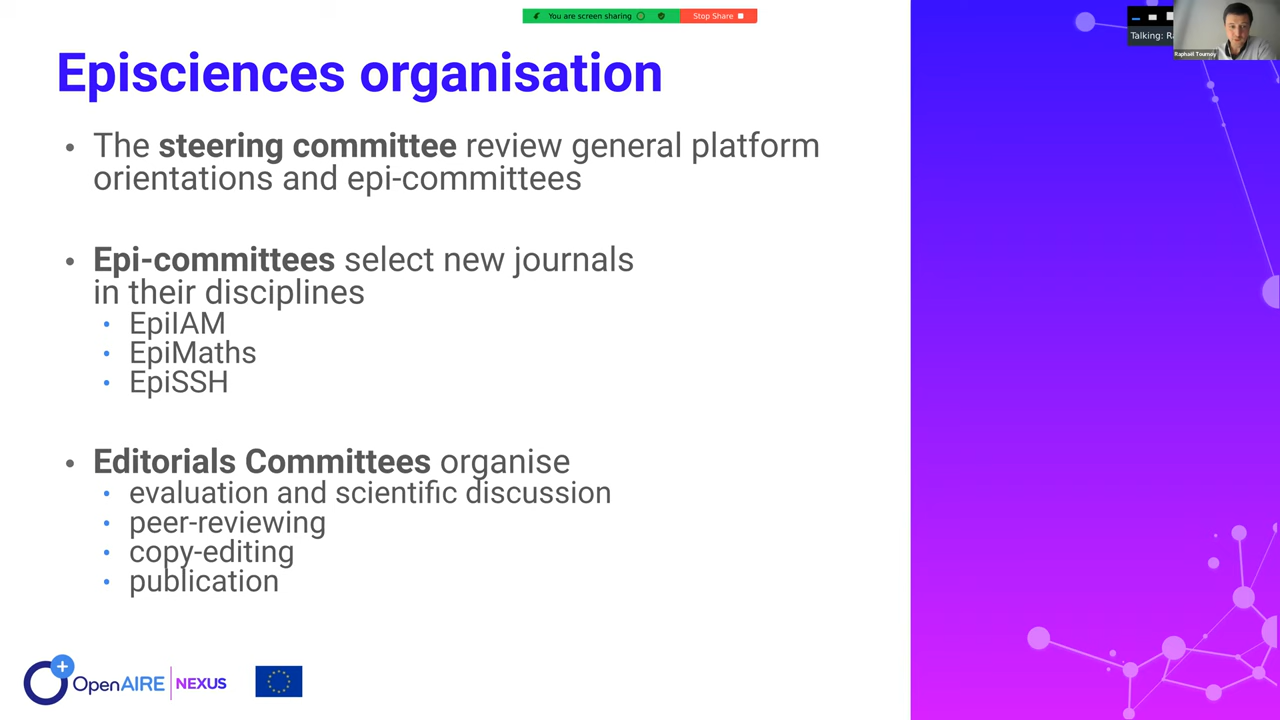 You are screen sharing
Stop Share
Talking: Ra
Raphaël Tournoy
Episciences organisation
• The steering committee review general platform
orientations and epi-committees
• Epi-committees select new journals
in their disciplines
• EpiIAM
• EpiMaths
• EpiSSH
• Editorials Committees organise
• evaluation and scientific discussion
• peer-reviewing
• copy-editing
• publication
OpenAIRE | NEXUS